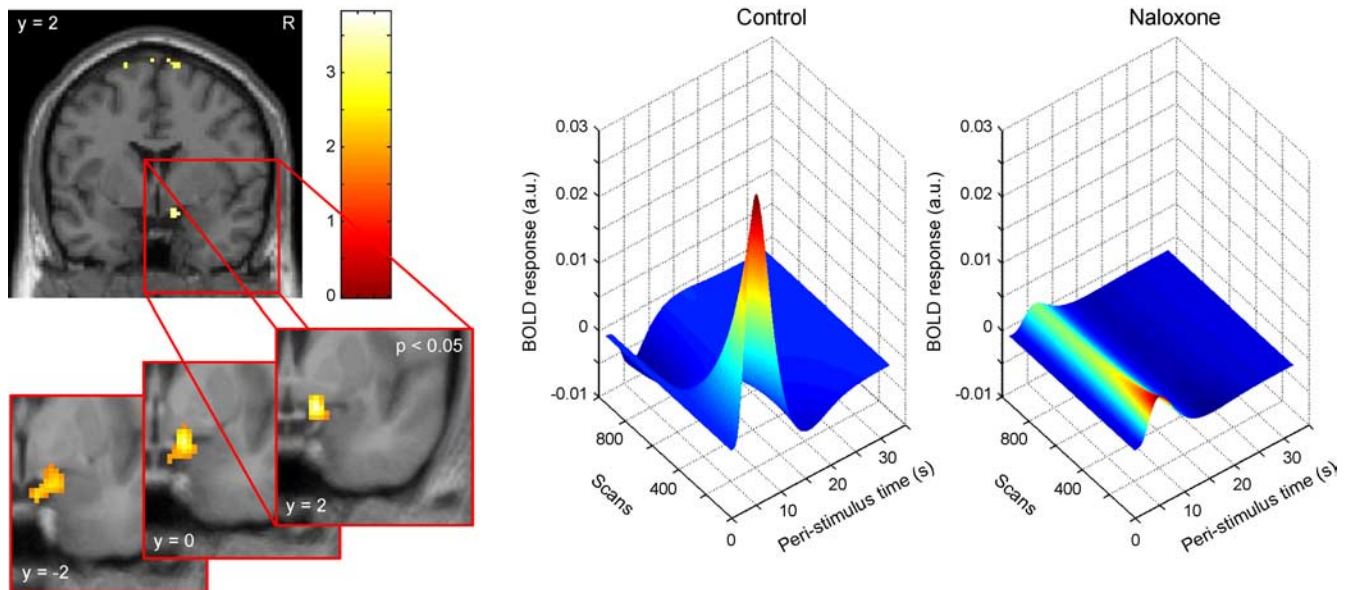 y = 2
R
3
2
1
0
p < 0.05
y = 2
y = 0
y = -2
Control
0.03
0.02
0.01
0
-0.01
BOLD response (a.u.)
800
400
0
Scans
10
20
30
Peri-stimulus time (s)
Naloxone
0.03
0.02
0.01
0
-0.01
BOLD response (a.u.)
800
400
0
Scans
10
20
30
Peri-stimulus time (s)